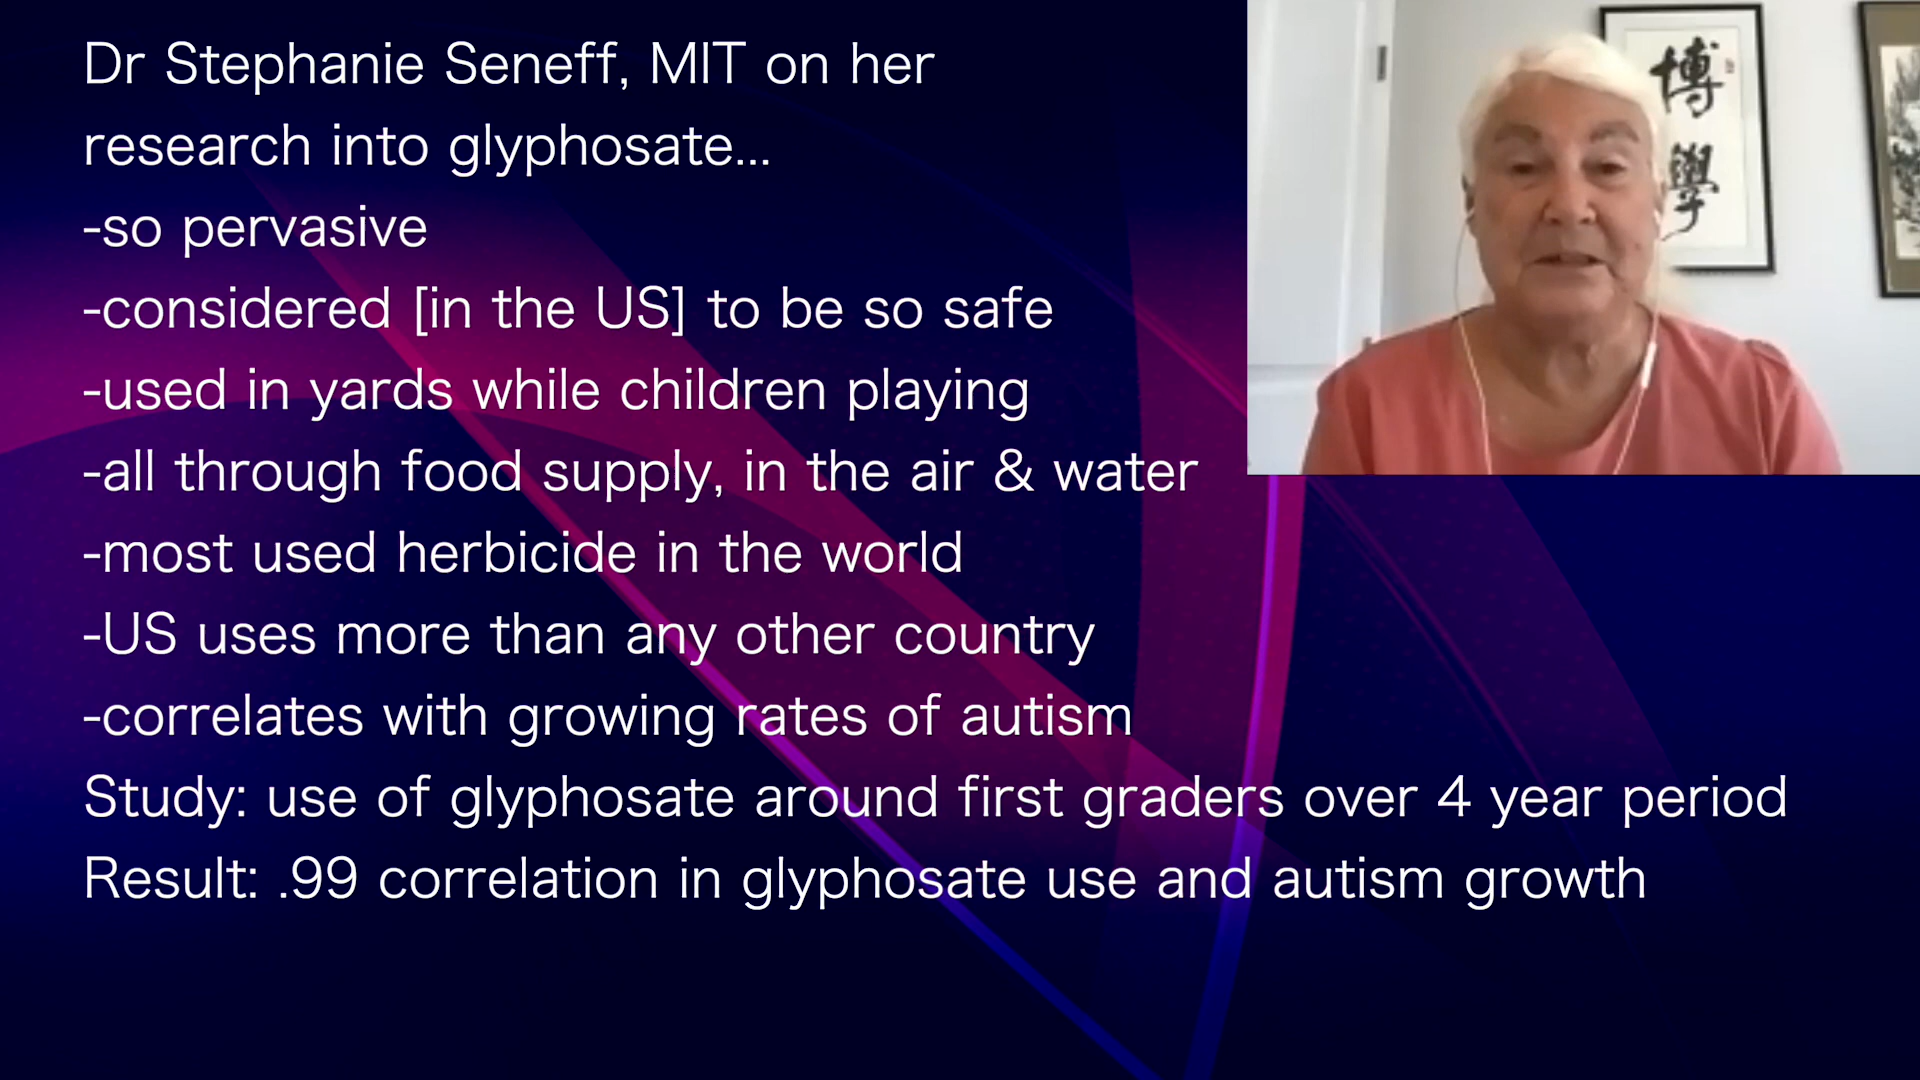 Dr Stephanie Seneff, MIT on her
research into glyphosate...
-so pervasive
-considered [in the US] to be so safe
-used in yards while children playing
-all through food supply, in the air & water
-most used herbicide in the world
-US uses more than any other country
-correlates with growing rates of autism
Study: use of glyphosate around first graders over 4 year period
Result: .99 correlation in glyphosate use and autism growth
博
學